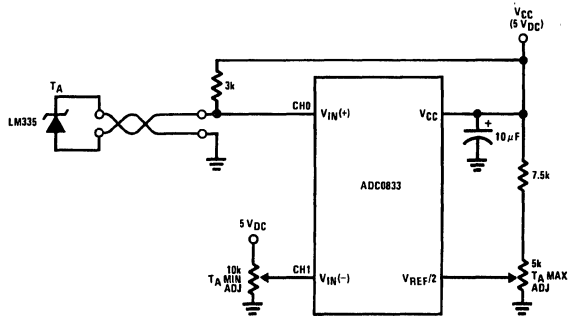 VCC
(5 VDC)
TA
LM335
3k
CH0
VIN(+)
VCC
+
10 µF
7.5k
ADC0833
5 VDC
10k
TA MIN
ADJ
CH1
VIN(−)
VREF/2
5k
TA MAX
ADJ